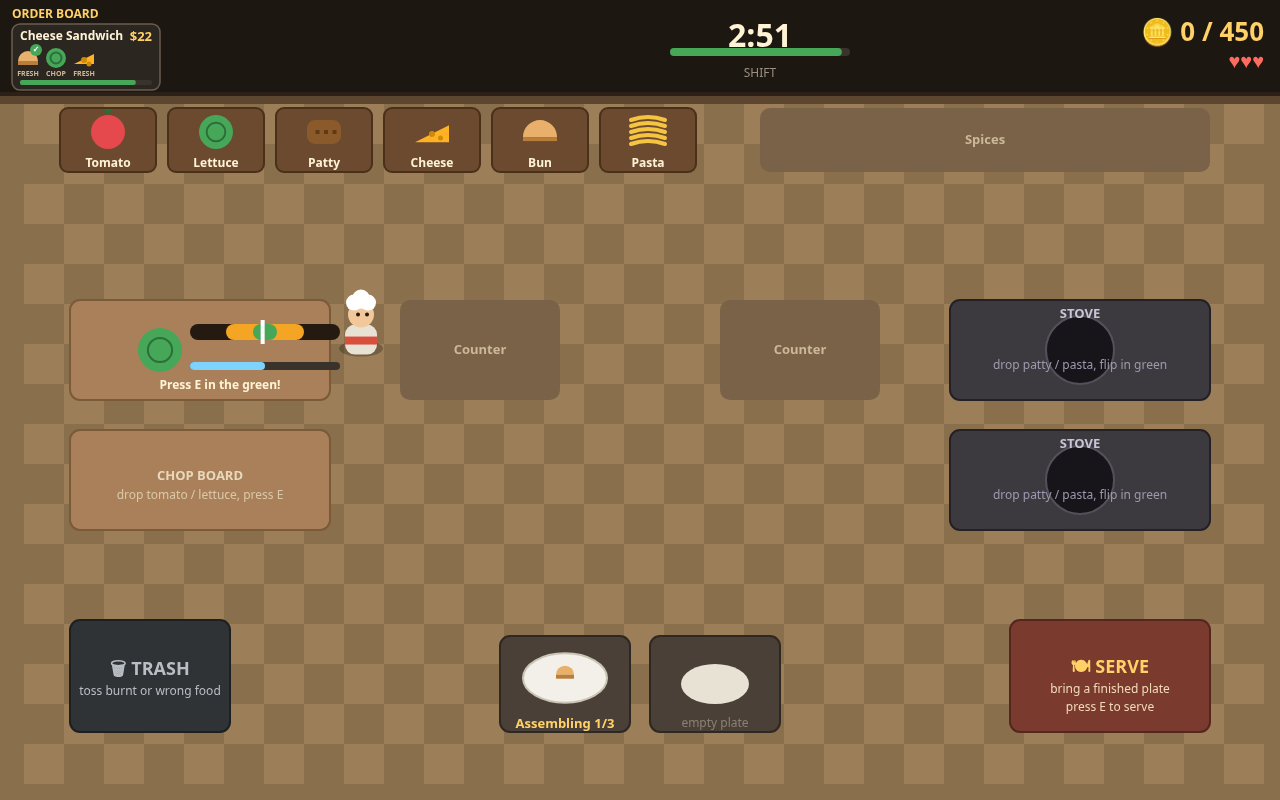 ORDER BOARD
Cheese Sandwich $22
FRESH CHOP FRESH
2:51
SHIFT
0 / 450
♥♥♥
Tomato
Lettuce
Patty
Cheese
Bun
Pasta
Spices
Press E in the green!
Counter
Counter
STOVE
drop patty / pasta, flip in green
CHOP BOARD
drop tomato / lettuce, press E
STOVE
drop patty / pasta, flip in green
TRASH
toss burnt or wrong food
Assembling 1/3
empty plate
SERVE
bring a finished plate
press E to serve